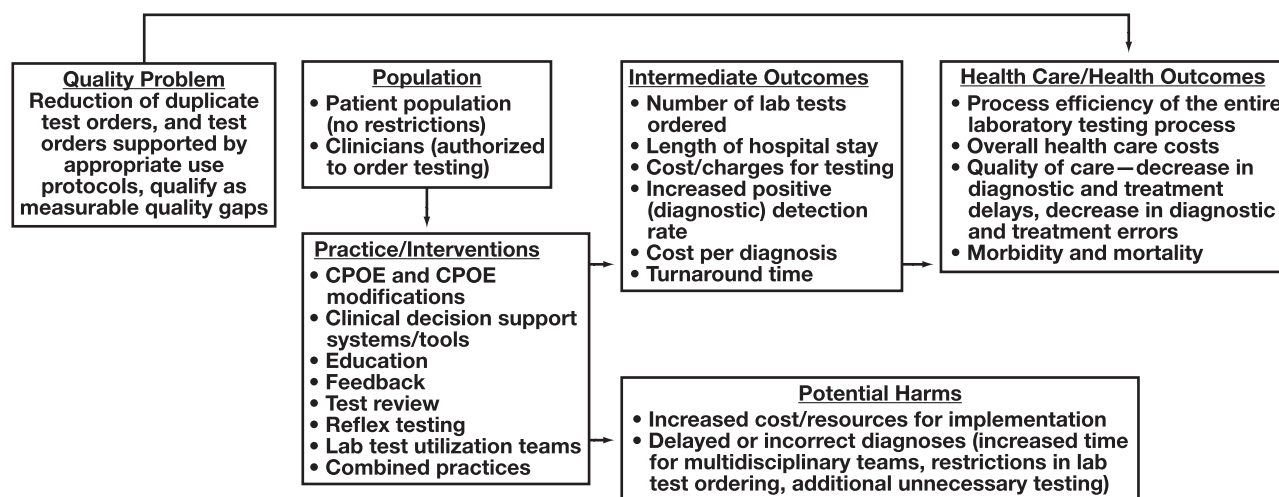 Quality Problem
Reduction of duplicate
test orders, and test
orders supported by
appropriate use
protocols, qualify as
measurable quality gaps
Population
• Patient population
(no restrictions)
• Clinicians (authorized
to order testing)
Practice/Interventions
• CPOE and CPOE
modifications
• Clinical decision support
systems/tools
• Education
• Feedback
• Test review
• Reflex testing
• Lab test utilization teams
• Combined practices
Intermediate Outcomes
• Number of lab tests
ordered
• Length of hospital stay
• Cost/charges for testing
• Increased positive
(diagnostic) detection
rate
• Cost per diagnosis
• Turnaround time
Health Care/Health Outcomes
• Process efficiency of the entire
laboratory testing process
• Overall health care costs
• Quality of care—decrease in
diagnostic and treatment
delays, decrease in diagnostic
and treatment errors
• Morbidity and mortality
Potential Harms
• Increased cost/resources for implementation
• Delayed or incorrect diagnoses (increased time
for multidisciplinary teams, restrictions in lab
test ordering, additional unnecessary testing)